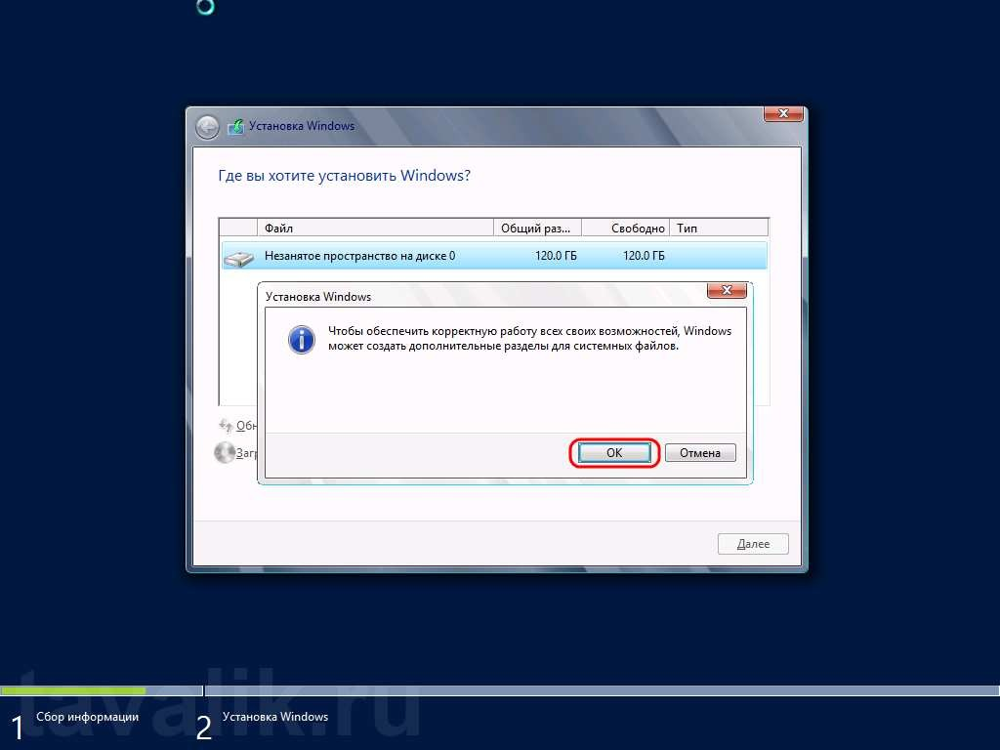 Установка Windows
Где вы хотите установить Windows?
Файл Общий раз... Свободно Тип
Незанятое пространство на диске 0 120.0 ГБ 120.0 ГБ
Установка Windows
Чтобы обеспечить корректную работу всех своих возможностей, Windows
может создать дополнительные разделы для системных файлов.
Обн
Загр
ОК Отмена
Далее
tavalik.ru
1 Сбор информации 2 Установка Windows